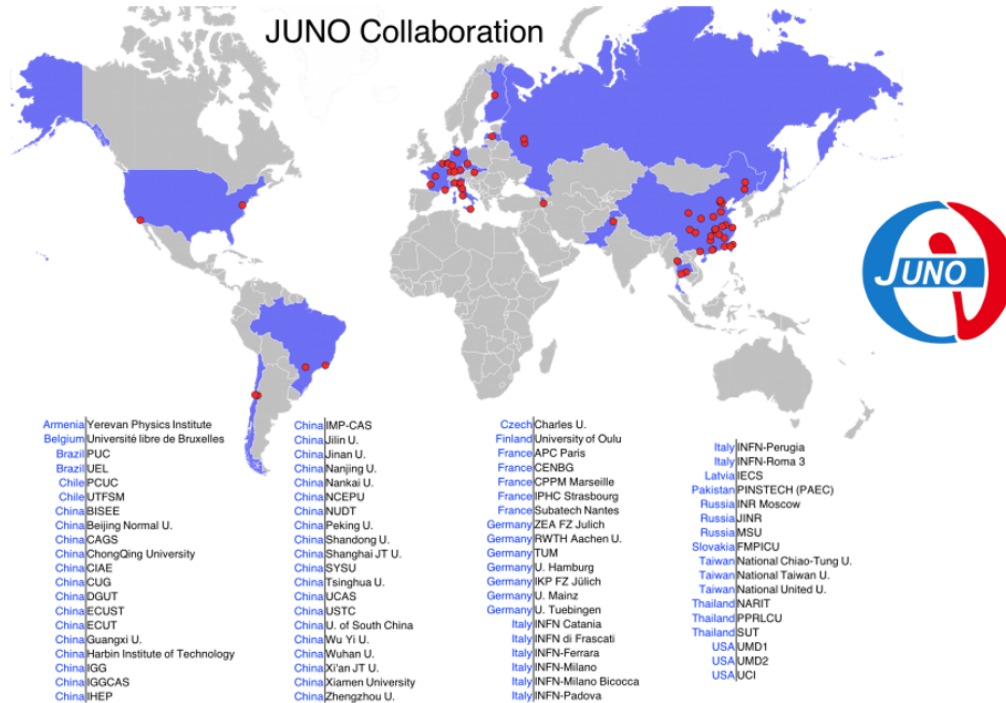 JUNO Collaboration
JUNO
Armenia Yerevan Physics Institute
Belgium Université libre de Bruxelles
Brazil PUC
Brazil UEL
Chile PCUC
Chile UTFSM
China BISEE
China Beijing Normal U.
China CAGS
China ChongQing University
China CIAE
China CUG
China DGUT
China ECUST
China ECUT
China Guangxi U.
China Harbin Institute of Technology
China IGG
China IGGCAS
China IHEP
China IMP-CAS
China Jilin U.
China Jinan U.
China Nanjing U.
China Nankai U.
China NCEPU
China NUDT
China Peking U.
China Shandong U.
China Shanghai JT U.
China SYSU
China Tsinghua U.
China UCAS
China USTC
China U. of South China
China Wu Yi U.
China Wuhan U.
China Xi'an JT U.
China Xiamen University
China Zhengzhou U.
Czech Charles U.
Finland University of Oulu
France APC Paris
France CENBG
France CPPM Marseille
France IPHC Strasbourg
France Subatech Nantes
Germany ZEA FZ Julich
Germany RWTH Aachen U.
Germany TUM
Germany U. Hamburg
Germany IKP FZ Jülich
Germany U. Mainz
Germany U. Tuebingen
Italy INFN Catania
Italy INFN di Frascati
Italy INFN-Ferrara
Italy INFN-Milano
Italy INFN-Milano Bicocca
Italy INFN-Padova
Italy INFN-Perugia
Italy INFN-Roma 3
Latvia IECS
Pakistan PINSTECH (PAEC)
Russia INR Moscow
Russia JINR
Russia MSU
Slovakia FMPICU
Taiwan National Chiao-Tung U.
Taiwan National Taiwan U.
Taiwan National United U.
Thailand NARIT
Thailand PPRLCU
Thailand SUT
USA UMD1
USA UMD2
USA UCI